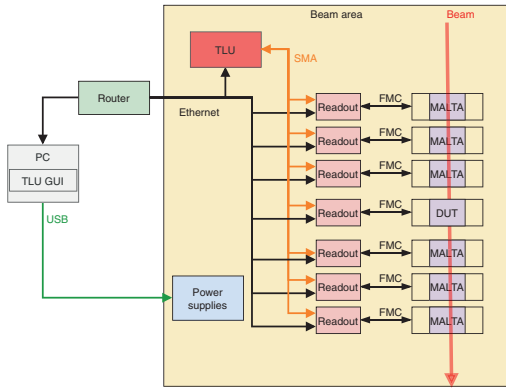 Beam area
Beam
TLU
SMA
Router
Ethernet
Readout
FMC
MALTA
Readout
FMC
MALTA
PC
TLU GUI
Readout
FMC
MALTA
Readout
FMC
DUT
USB
Readout
FMC
MALTA
Power
supplies
Readout
FMC
MALTA
Readout
FMC
MALTA